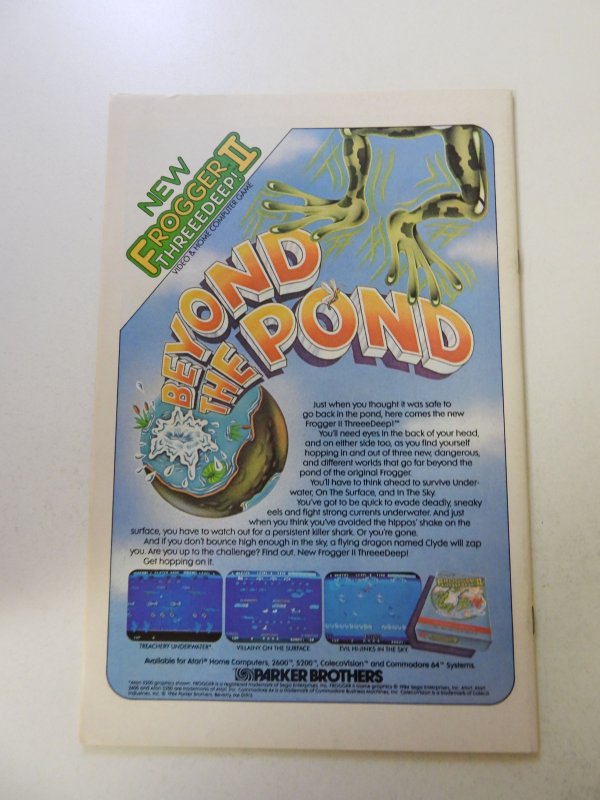 NEW
FROGGER II
THREEEDEEP!™
VIDEO & HOME COMPUTER GAME
BEYOND
THE POND
Just when you thought it was safe to
go back in the pond, here comes the new
Frogger II ThreeeDeep!™
You'll need eyes in the back of your head,
and on either side too, as you find yourself
hopping in and out of three new, dangerous,
and different worlds that go far beyond the
pond of the original Frogger.
You'll have to think ahead to survive Under-
water, On The Surface, and In The Sky.
You've got to be quick to evade deadly, sneaky
eels and fight strong currents underwater. And just
when you think you've avoided the hippos' shake on the
surface, you have to watch out for a persistent killer shark. Or you're gone.
And if you don't bounce high enough in the sky, a flying dragon named Clyde will zap
you. Are you up to the challenge? Find out. New Frogger II ThreeeDeep!
Get hopping on it.
TREACHERY UNDERWATER*.
VILLAINY ON THE SURFACE.
EVIL HI-JINKS IN THE SKY.
Available for Atari® Home Computers, 2600™, 5200™, ColecoVision™ and Commodore 64™ Systems.
PARKER BROTHERS